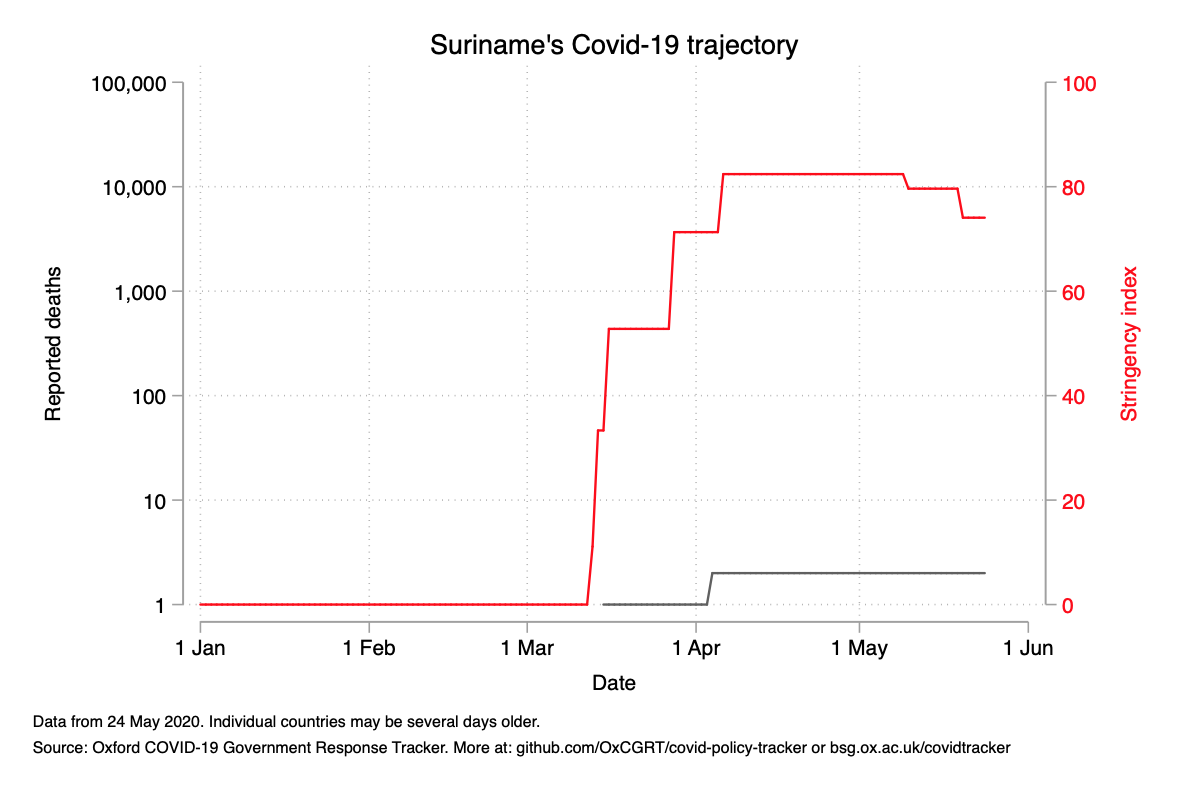 Suriname's Covid-19 trajectory
100,000
10,000
1,000
100
10
1
Reported deaths
100
80
60
40
20
0
Stringency index
1 Jan
1 Feb
1 Mar
1 Apr
1 May
1 Jun
Date
Data from 24 May 2020. Individual countries may be several days older.
Source: Oxford COVID-19 Government Response Tracker. More at: github.com/OxCGRT/covid-policy-tracker or bsg.ox.ac.uk/covidtracker